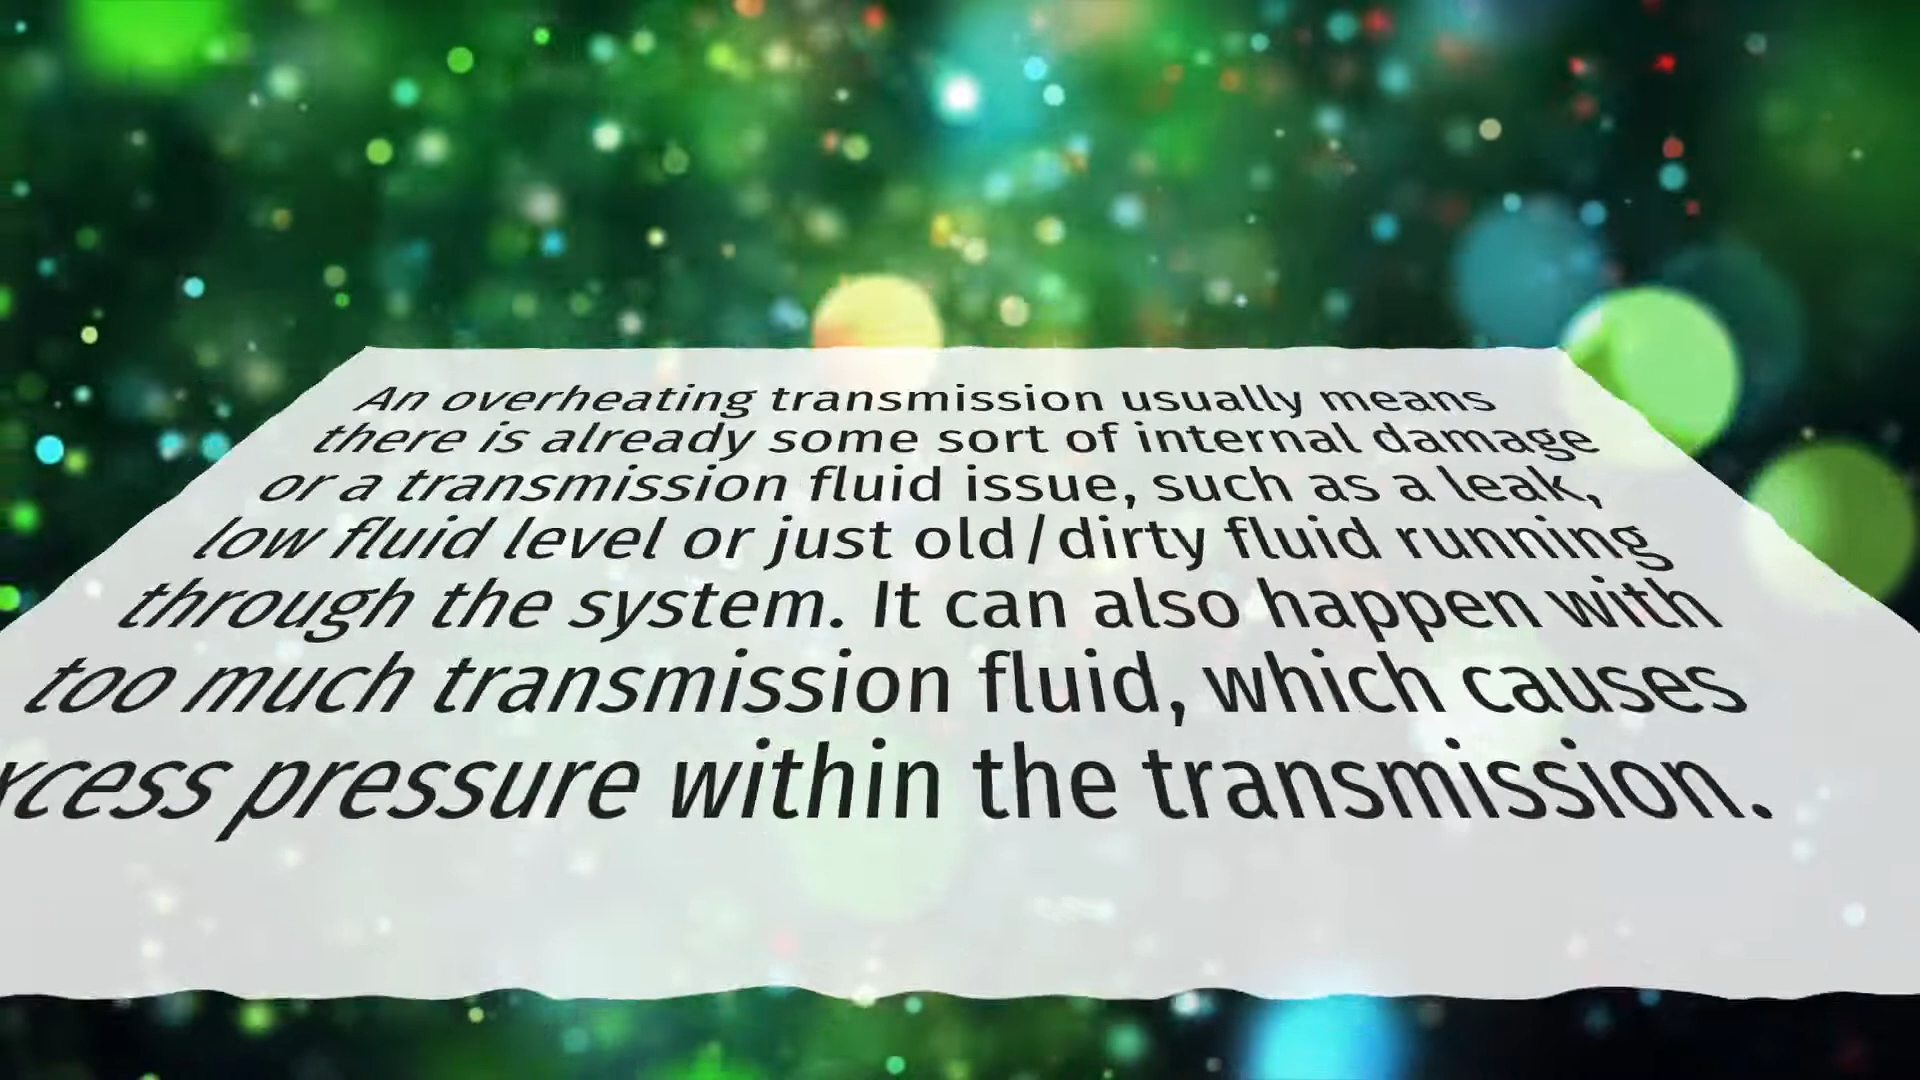 An overheating transmission usually means
there is already some sort of internal damage
or a transmission fluid issue, such as a leak,
low fluid level or just old/dirty fluid running
through the system. It can also happen with
too much transmission fluid, which causes
xcess pressure within the transmission.